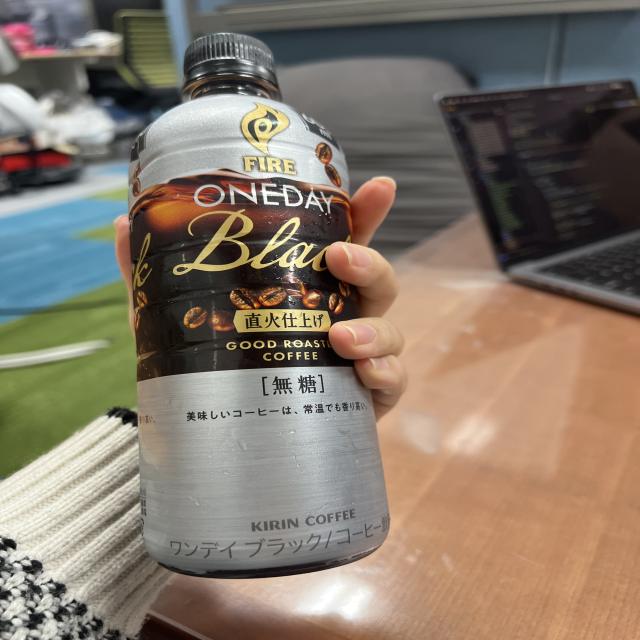 FIRE
ONEDAY
Blac
直火仕上げ
GOOD ROAST
COFFEE
[無糖]
美味しいコーヒーは、常温でも香り高い。
KIRIN COFFEE
ワンデイ ブラック/コーヒー